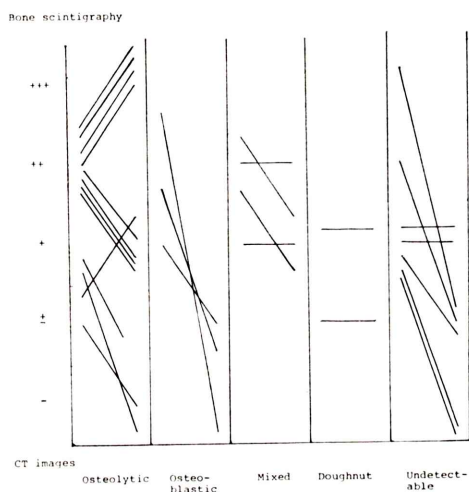 Bone scintigraphy
+++
++
+
±
-
CT images
Osteolytic Osteo-blastic Mixed Doughnut Undetect-able